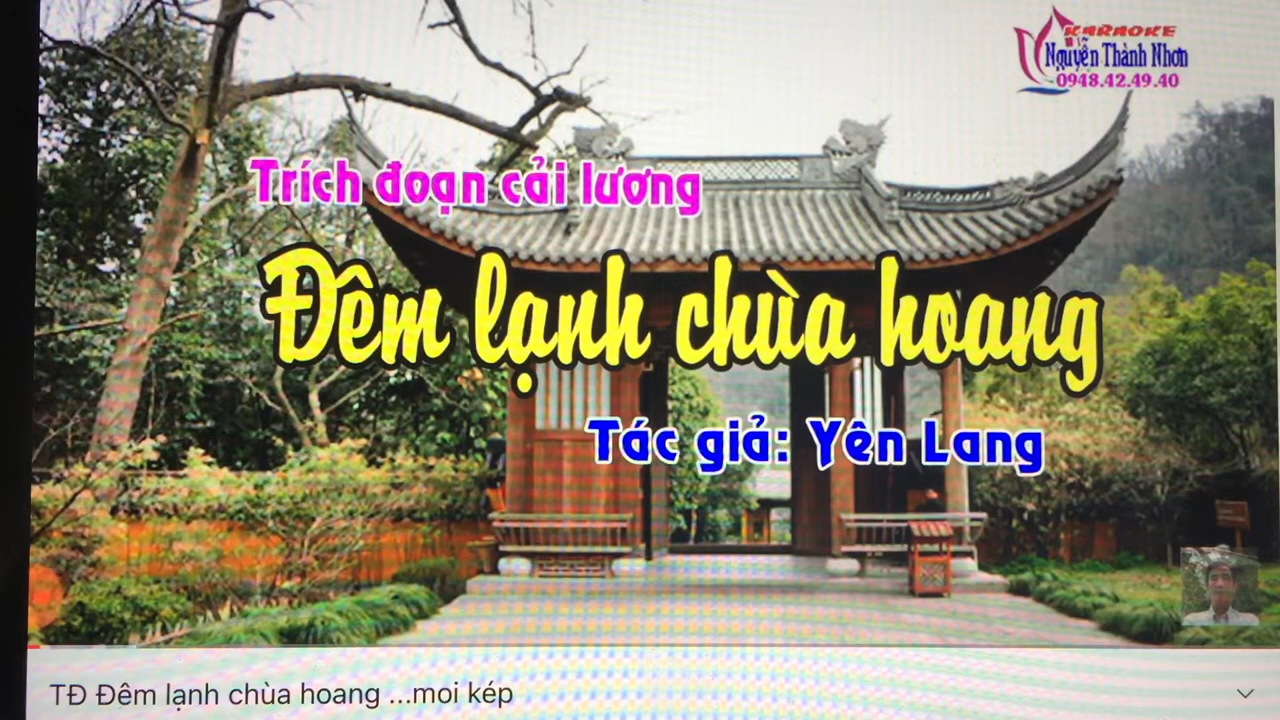 KARAOKE
Nguyễn Thành Nhơn
0948.42.49.40
Trích đoạn cải lương
Đêm lạnh chùa hoang
Tác giả: Yên Lang
TĐ Đêm lạnh chùa hoang ...moi kép